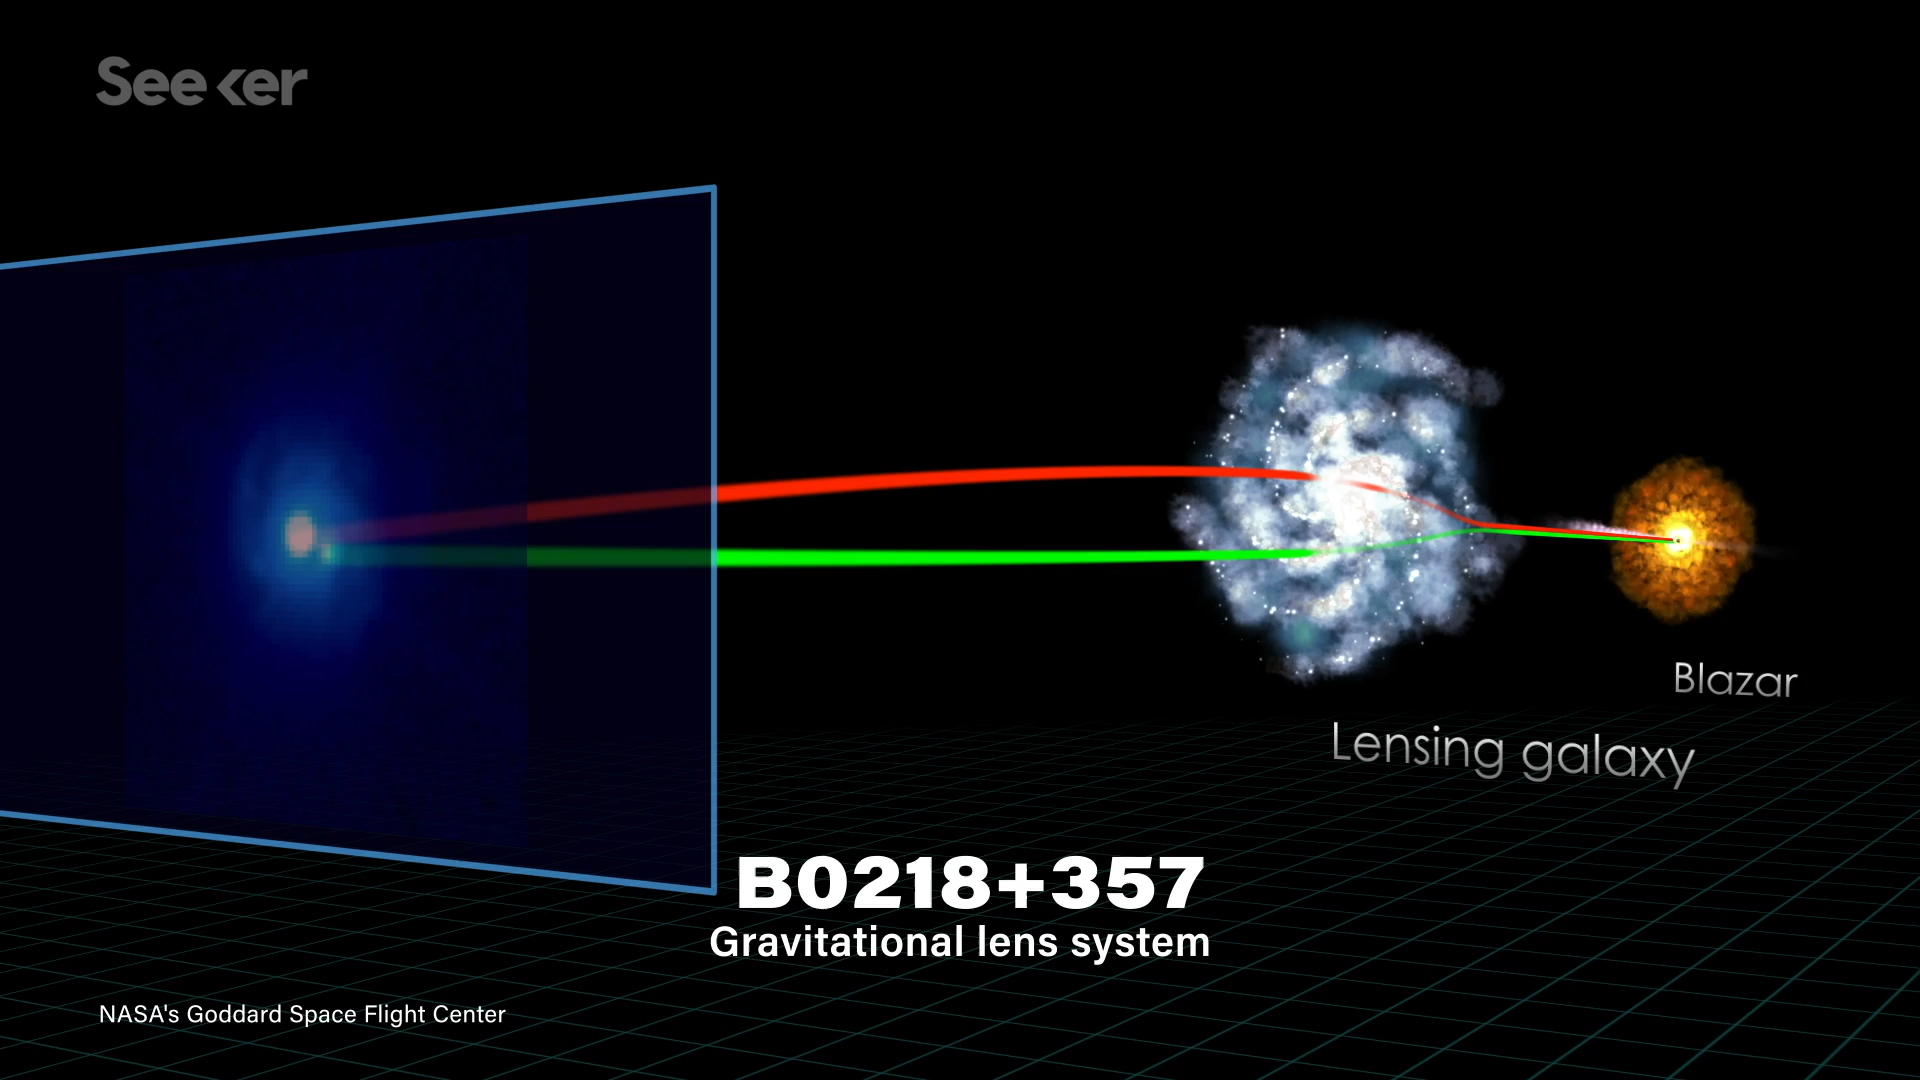 Seeker
Blazar
Lensing galaxy
B0218+357
Gravitational lens system
NASA's Goddard Space Flight Center